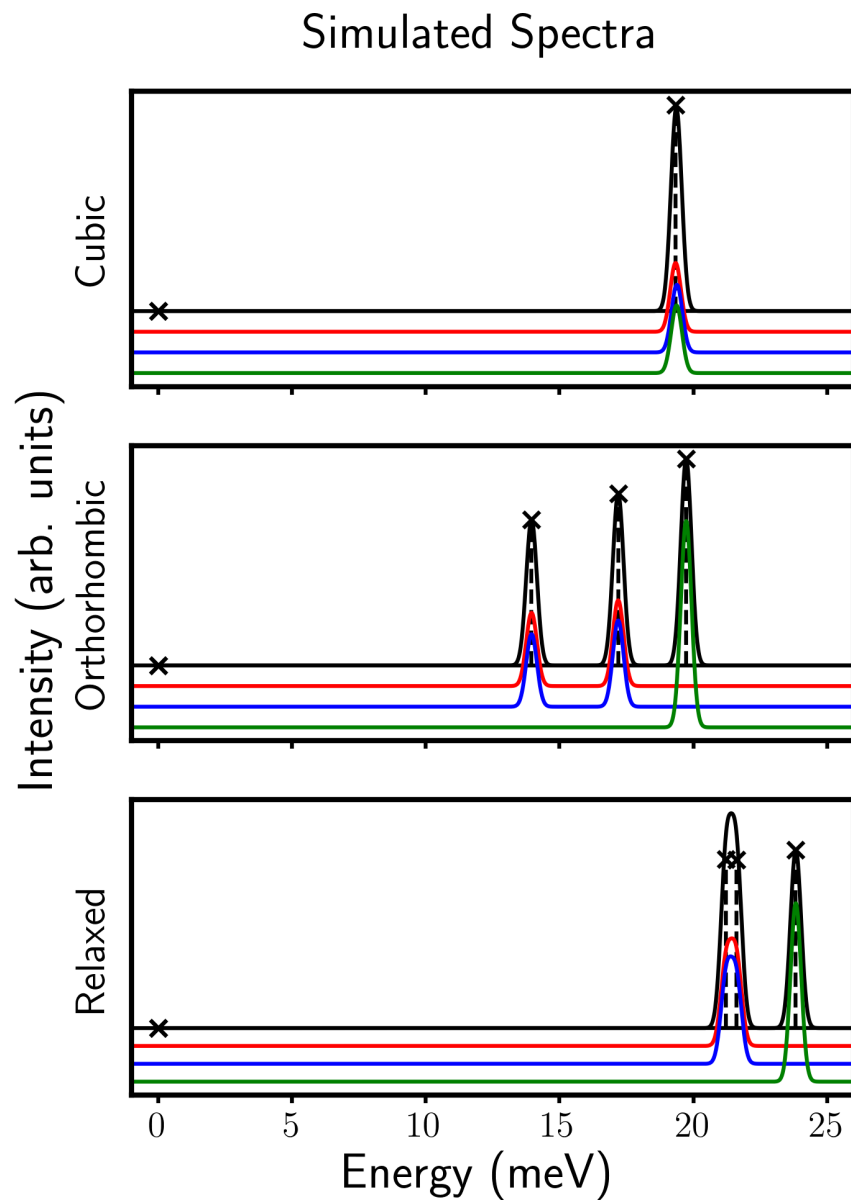 Simulated Spectra
Cubic
Intensity (arb. units)
Orthorhombic
Relaxed
0 5 10 15 20 25
Energy (meV)